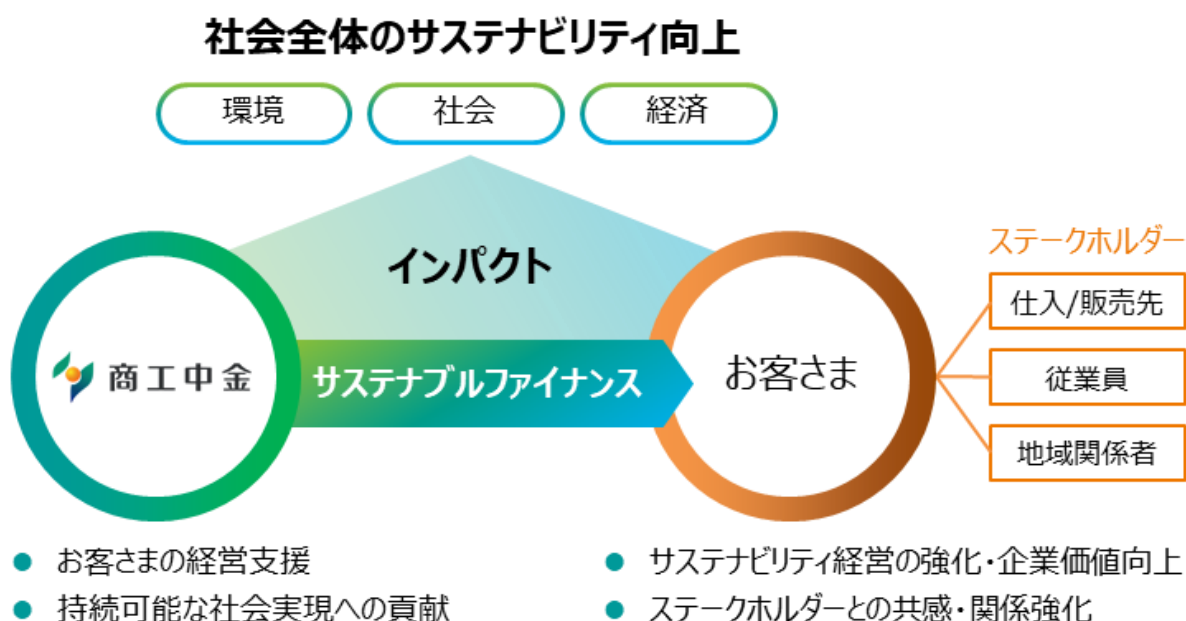 社会全体のサステナビリティ向上
環境
社会
経済
インパクト
商工中金
サステナブルファイナンス
お客さま
ステークホルダー
仕入/販売先
従業員
地域関係者
お客さまの経営支援
持続可能な社会実現への貢献
サステナビリティ経営の強化・企業価値向上
ステークホルダーとの共感・関係強化